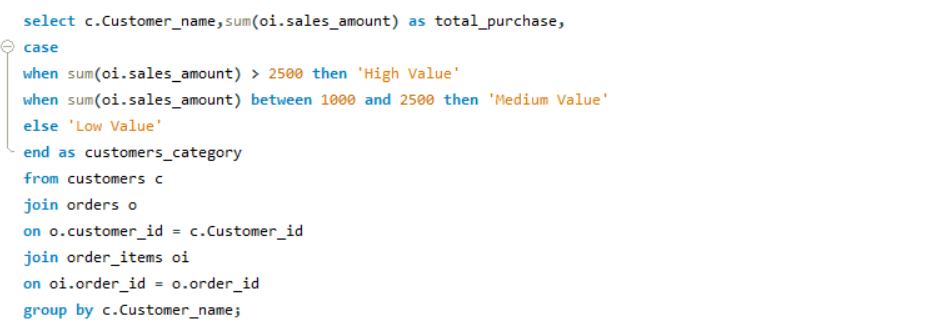 select c.Customer_name,sum(oi.sales_amount) as total_purchase,
case
when sum(oi.sales_amount) > 2500 then 'High Value'
when sum(oi.sales_amount) between 1000 and 2500 then 'Medium Value'
else 'Low Value'
end as customers_category
from customers c
join orders o
on o.customer_id = c.Customer_id
join order_items oi
on oi.order_id = o.order_id
group by c.Customer_name;